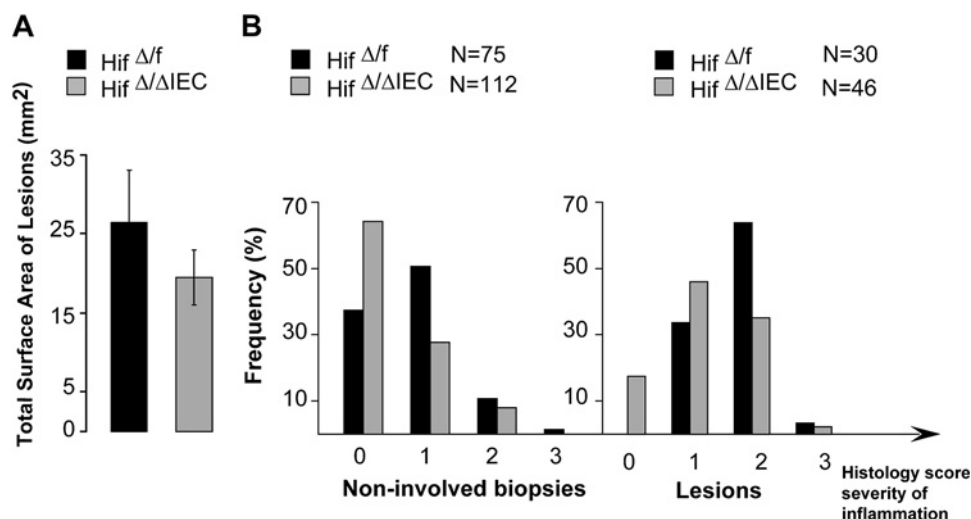 A
Hif Δ/f
Hif Δ/ΔIEC
Total Surface Area of Lesions (mm2)
35
25
15
5
0
B
Hif Δ/f N=75
Hif Δ/ΔIEC N=112
Hif Δ/f N=30
Hif Δ/ΔIEC N=46
Frequency (%)
70
50
30
10
0 1 2 3
Non-involved biopsies
70
50
30
10
0 1 2 3
Lesions
Histology score
severity of
inflammation